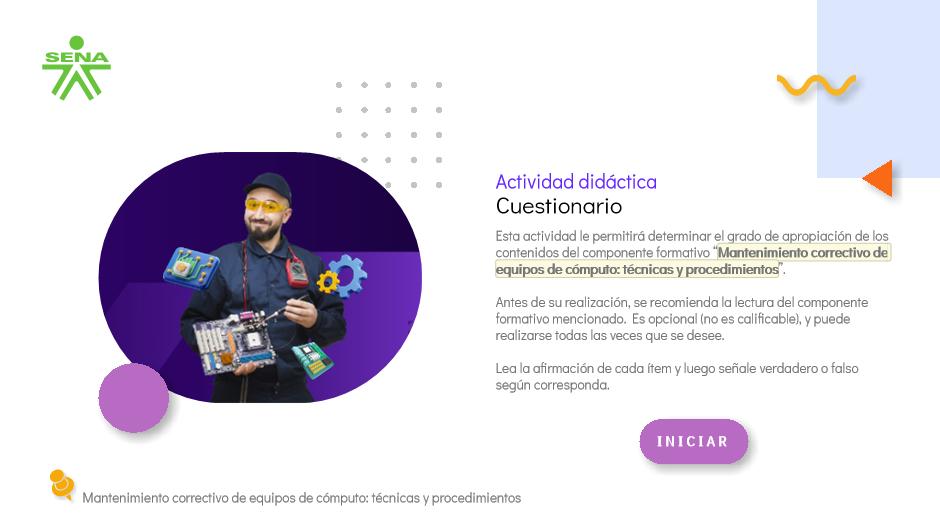 SENA
Actividad didáctica
Cuestionario
Esta actividad le permitirá determinar el grado de apropiación de los
contenidos del componente formativo “Mantenimiento correctivo de
equipos de cómputo: técnicas y procedimientos”.
Antes de su realización, se recomienda la lectura del componente
formativo mencionado. Es opcional (no es calificable), y puede
realizarse todas las veces que se desee.
Lea la afirmación de cada ítem y luego señale verdadero o falso
según corresponda.
INICIAR
Mantenimiento correctivo de equipos de cómputo: técnicas y procedimientos